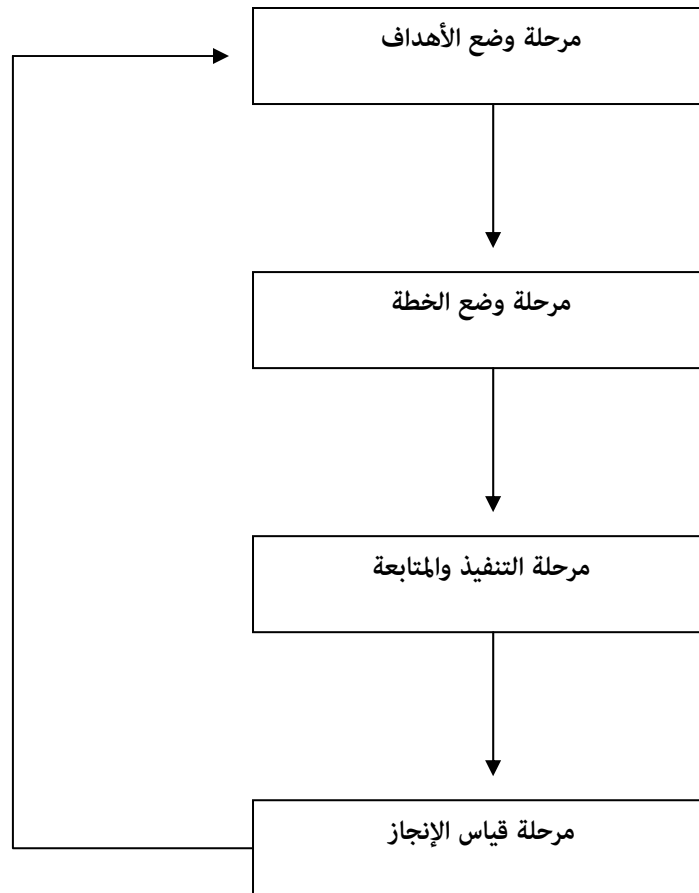 مرحلة وضع الأهداف
مرحلة وضع الخطة
مرحلة التنفيذ والمتابعة
مرحلة قياس الإنجاز